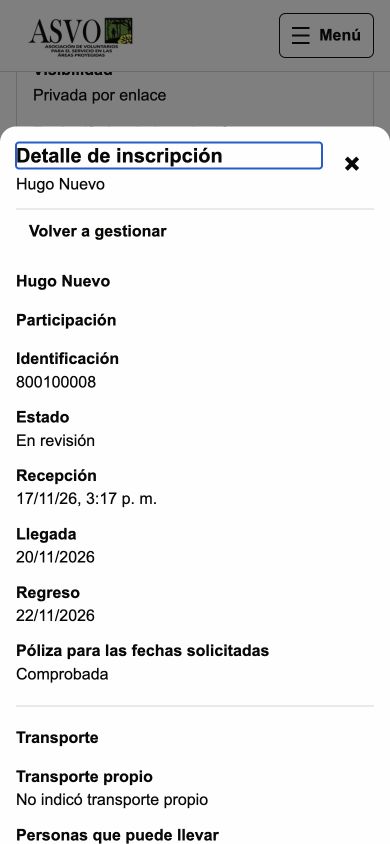 ASVO
ASOCIACIÓN DE VOLUNTARIOS
PARA EL SERVICIO EN LAS
ÁREAS PROTEGIDAS
Menú
Visibilidad
Privada por enlace
Detalle de inscripción
Hugo Nuevo
Volver a gestionar
Hugo Nuevo
Participación
Identificación
800100008
Estado
En revisión
Recepción
17/11/26, 3:17 p. m.
Llegada
20/11/2026
Regreso
22/11/2026
Póliza para las fechas solicitadas
Comprobada
Transporte
Transporte propio
No indicó transporte propio
Personas que puede llevar